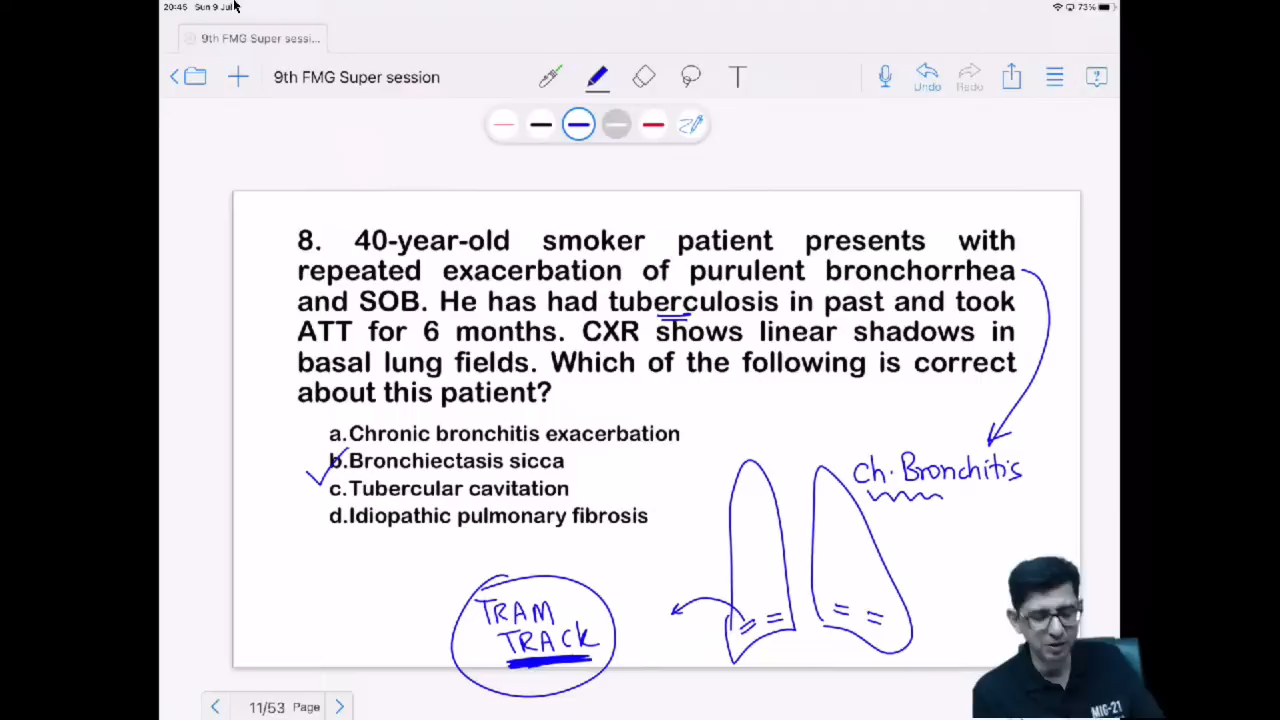 20:45 Sun 9 Jul
73%
9th FMG Super sessi...
9th FMG Super session
T
Undo
Redo
8. 40-year-old smoker patient presents with
repeated exacerbation of purulent bronchorrhea
and SOB. He has had tuberculosis in past and took
ATT for 6 months. CXR shows linear shadows in
basal lung fields. Which of the following is correct
about this patient?
a.Chronic bronchitis exacerbation
b.Bronchiectasis sicca
c.Tubercular cavitation
d.Idiopathic pulmonary fibrosis
Ch. Bronchitis
TRAM
TRACK
11/53 Page
MIG-21